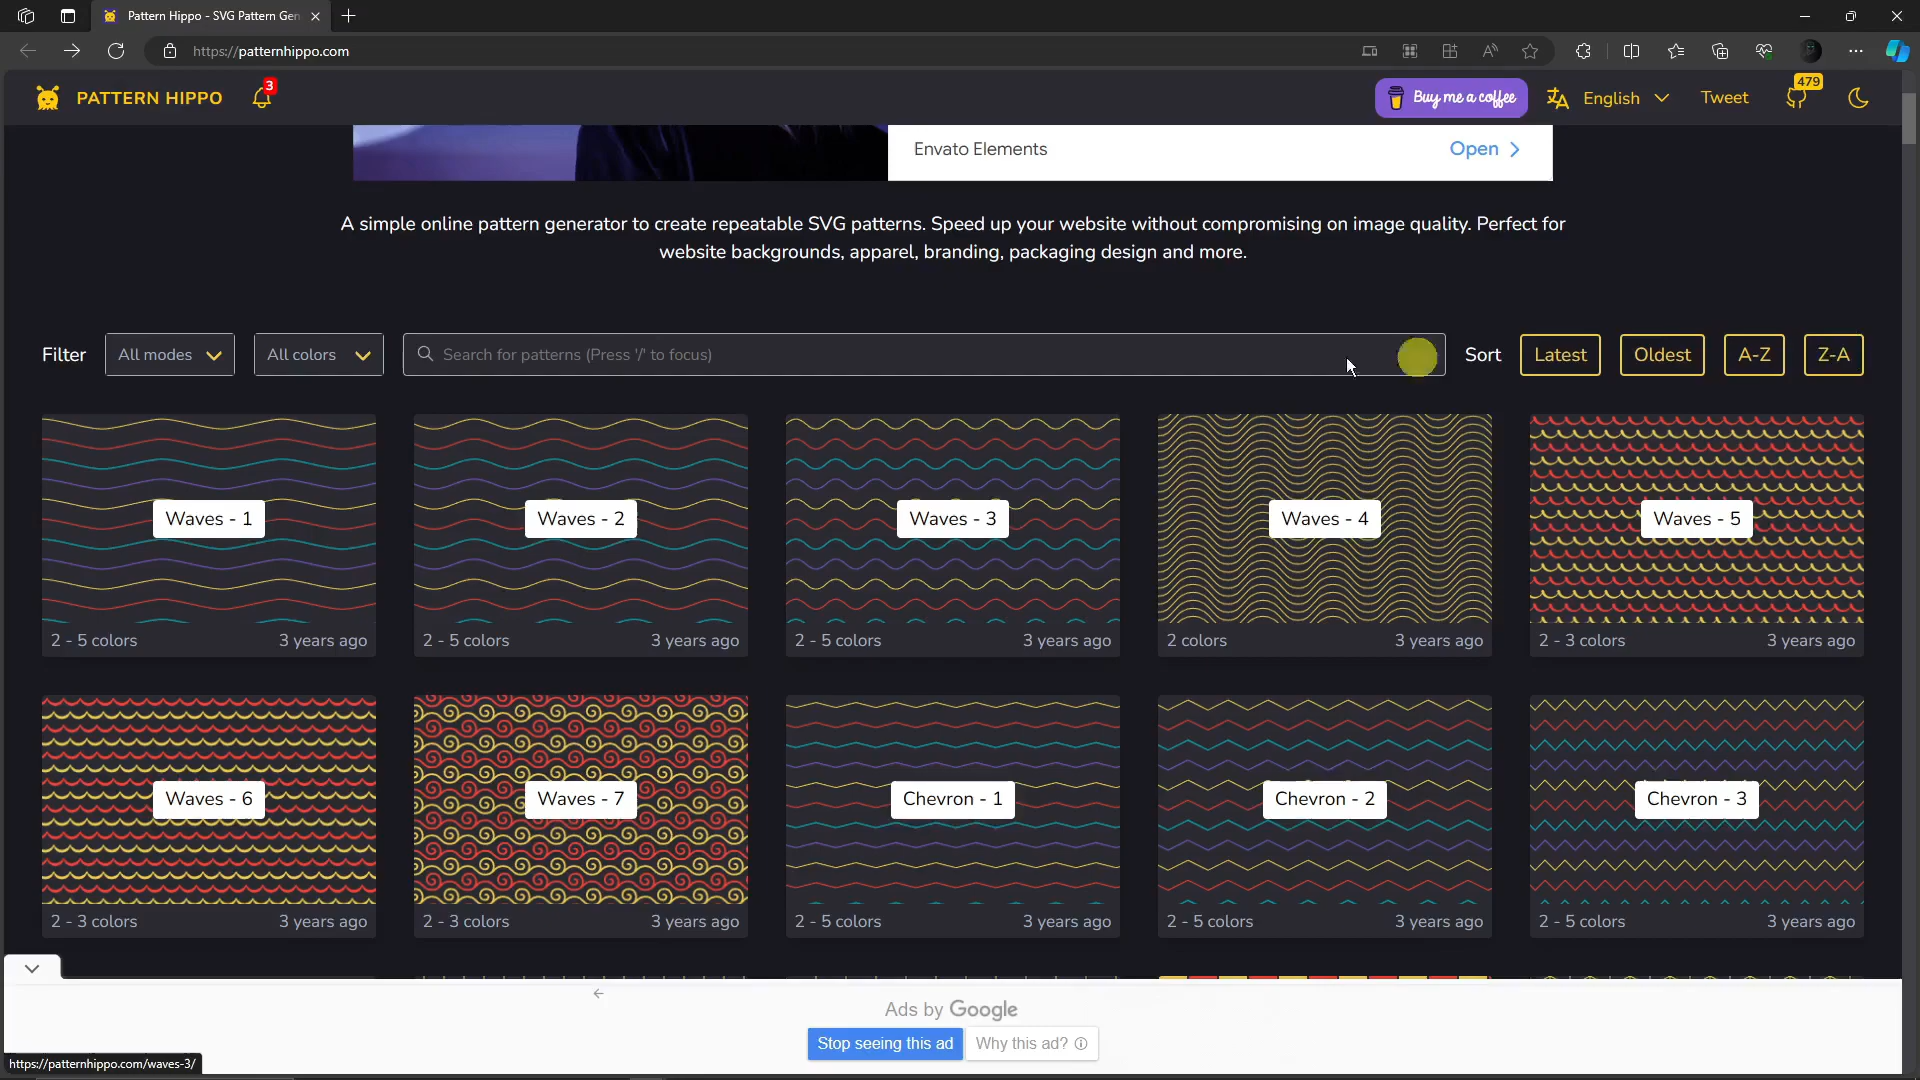 Pattern Hippo - SVG Pattern Gen
https://patternhippo.com
PATTERN HIPPO
3
Buy me a coffee
English
Tweet
479
Envato Elements
Open
A simple online pattern generator to create repeatable SVG patterns. Speed up your website without compromising on image quality. Perfect for
website backgrounds, apparel, branding, packaging design and more.
Filter
All modes
All colors
Search for patterns (Press '/' to focus)
Sort
Latest
Oldest
A-Z
Z-A
Waves - 1
Waves - 2
Waves - 3
Waves - 4
Waves - 5
2 - 5 colors
3 years ago
2 - 5 colors
3 years ago
2 - 5 colors
3 years ago
2 colors
3 years ago
2 - 3 colors
3 years ago
Waves - 6
Waves - 7
Chevron - 1
Chevron - 2
Chevron - 3
2 - 3 colors
3 years ago
2 - 3 colors
3 years ago
2 - 5 colors
3 years ago
2 - 5 colors
3 years ago
2 - 5 colors
3 years ago
Ads by Google
Stop seeing this ad
Why this ad?
https://patternhippo.com/waves-3/